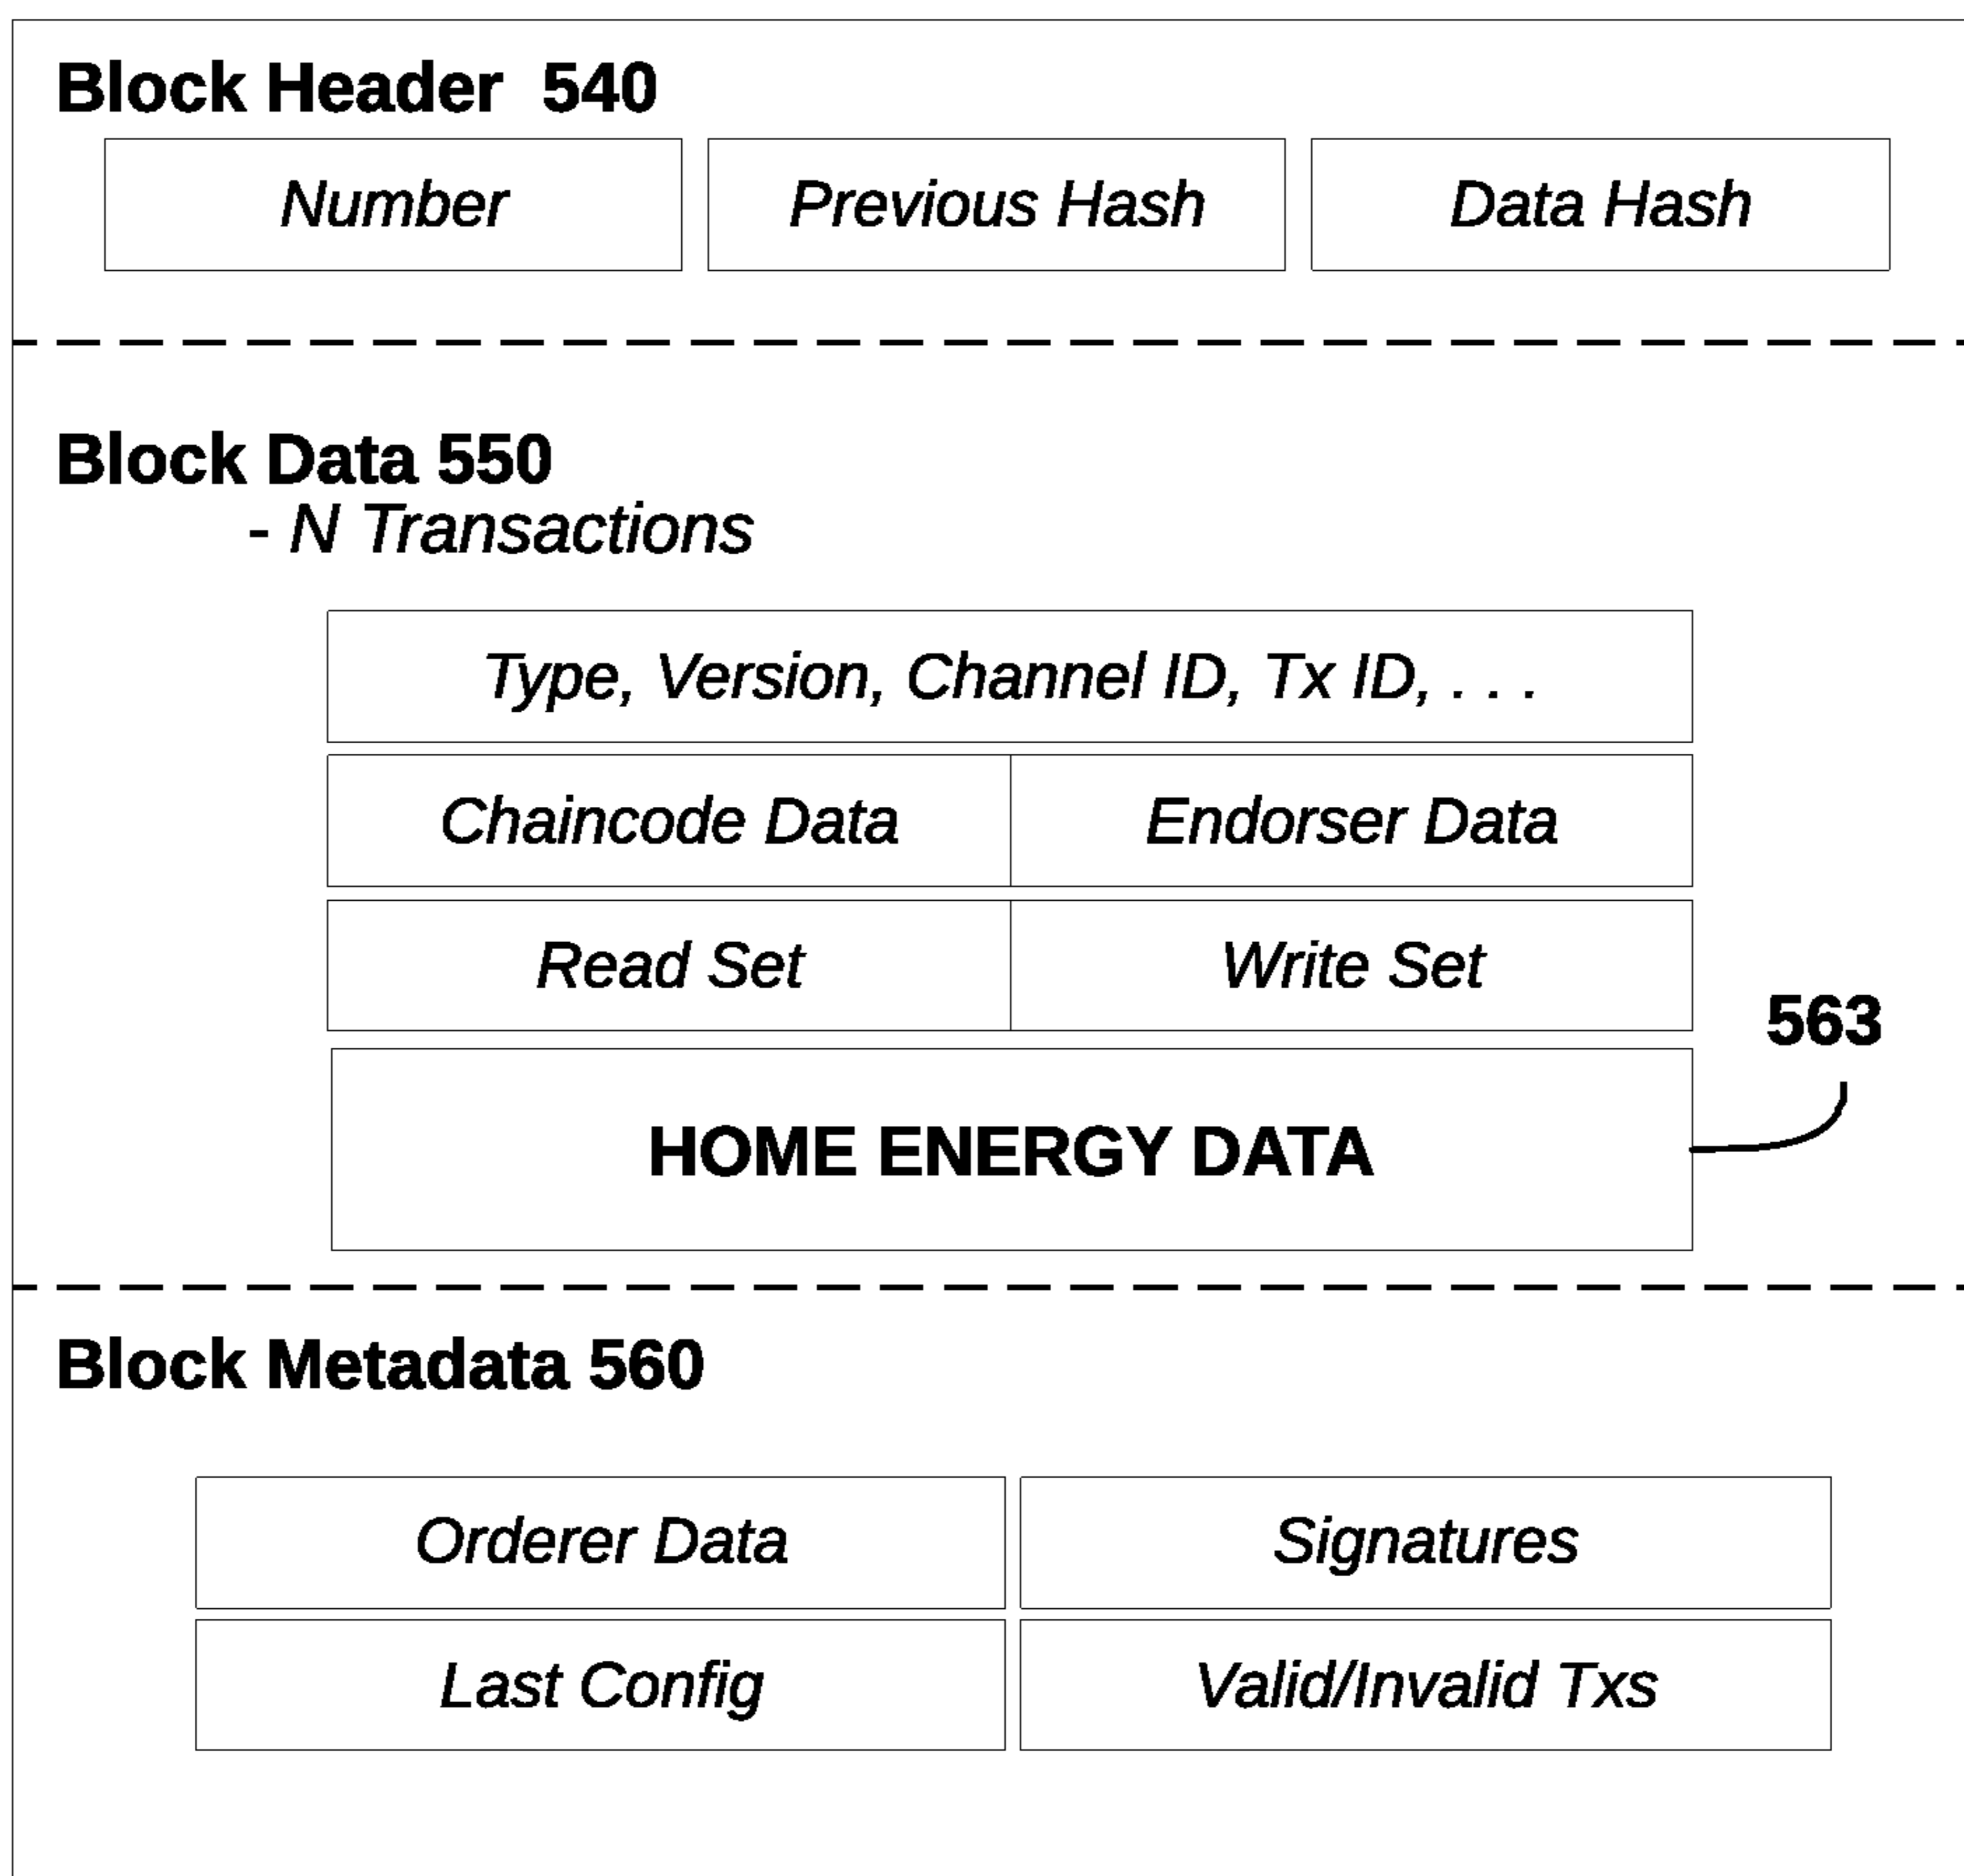 Block Header 540
Number
Previous Hash
Data Hash
Block Data 550
- N Transactions
Type, Version, Channel ID, Tx ID, . . .
Chaincode Data
Endorser Data
Read Set
Write Set
563
HOME ENERGY DATA
Block Metadata 560
Orderer Data
Signatures
Last Config
Valid/Invalid Txs